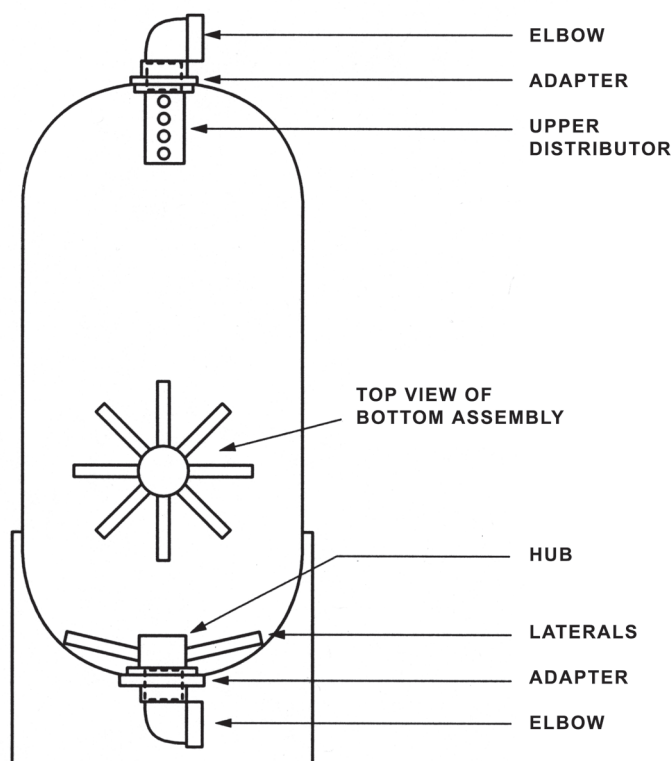 ELBOW
ADAPTER
UPPER
DISTRIBUTOR
TOP VIEW OF
BOTTOM ASSEMBLY
HUB
LATERALS
ADAPTER
ELBOW